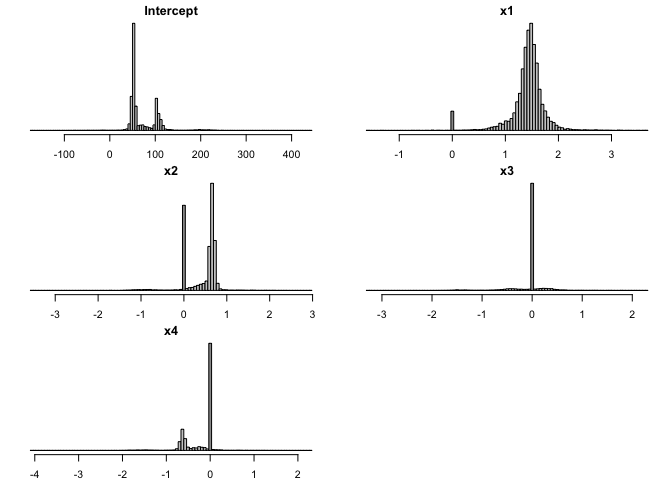 Intercept
-100 0 100 200 300 400
x1
-1 0 1 2 3
x2
-3 -2 -1 0 1 2 3
x3
-3 -2 -1 0 1 2
x4
-4 -3 -2 -1 0 1 2